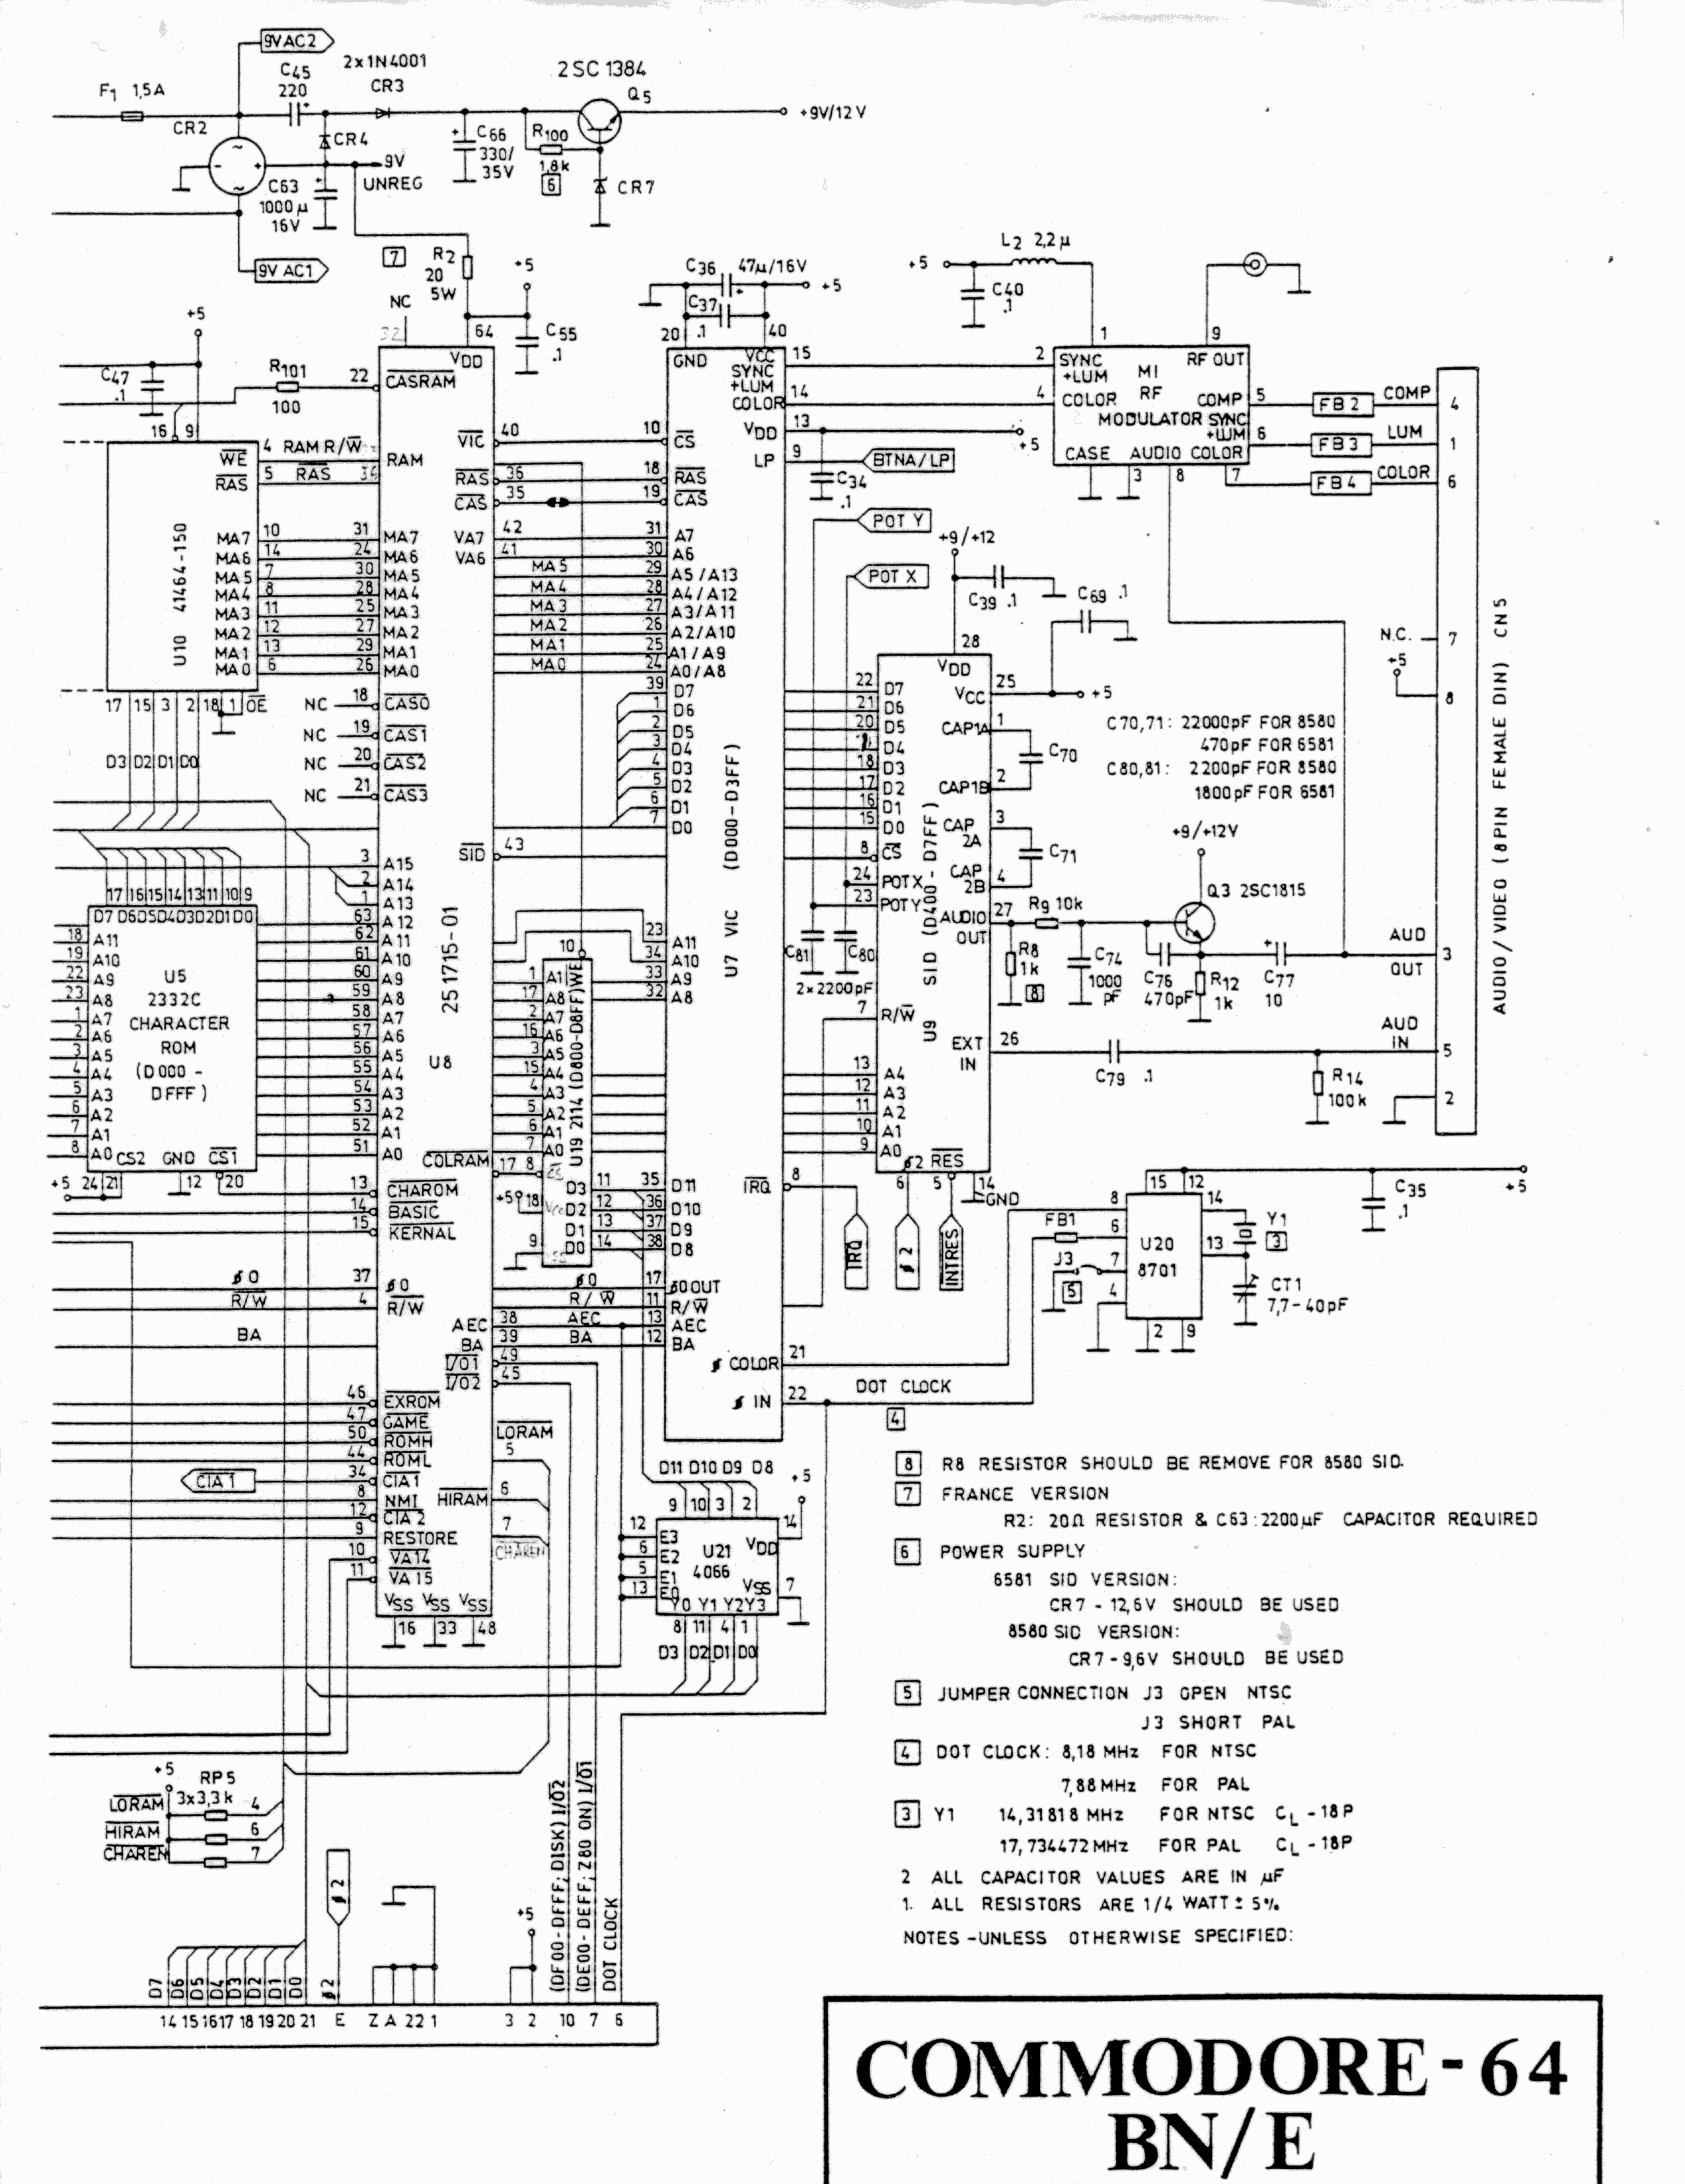 9VAC2
F1 1,5A
C45
220
2x1N4001
CR3
2SC1384
Q5
+9V/12V
CR2
CR4
9V
UNREG
C63
1000µ
16V
C66
330/
35V
R100
1,8k
6
CR7
9V AC1
7
R2
20
5W
+5
NC
32
64
C55
.1
C36
47µ/16V
+5
C37
.1
20
40
+5
L2 2,2µ
C40
.1
1
9
+5
C47
.1
R101
100
16 9
22
VDD
CASRAM
VIC
RAM
RAS
CAS
VA7
VA6
40
36
35
42
41
WE
RAS
4 RAM R/W
5 RAS
41464-150
U10
MA7 10 31 MA7
MA6 14 24 MA6
MA5 7 30 MA5
MA4 8 28 MA4
MA3 11 25 MA3
MA2 12 27 MA2
MA1 13 29 MA1
MA0 6 26 MA0
17 15 3 2 18 1 OE
D3 D2 D1 D0
NC 18 CAS0
NC 19 CAS1
NC 20 CAS2
NC 21 CAS3
MA5
MA4
MA3
MA2
MA1
MA0
GND
VCC
SYNC
+LUM
COLOR
VDD
LP
15
14
13
9
10 CS
18 RAS
19 CAS
31 A7
30 A6
29 A5/A13
28 A4/A12
27 A3/A11
26 A2/A10
25 A1/A9
24 A0/A8
39 D7
1 D6
2 D5
3 D4
4 D3
5 D2
6 D1
7 D0
U7 VIC (D000-D3FF)
+5
C34
.1
BTNA/LP
POT Y
POT X
2 SYNC
+LUM
4 COLOR
MI
RF
MODULATOR
RF OUT
COMP 5
SYNC
+LUM 6
CASE AUDIO COLOR
3 8 7
FB2 COMP 4
FB3 LUM 1
FB4 COLOR 6
N.C. 7
+5
8
AUDIO/VIDEO (8PIN FEMALE DIN) CN5
+9/+12
C39 .1
C69 .1
28
VDD
VCC 25
+5
22 D7
21 D6
20 D5
D4
18 D3
17 D2
16 D1
15 D0
8 CS
24 POTX
23 POTY
CAP1A 1
C70
CAP1B 2
CAP
2A 3
C71
CAP
2B 4
C70,71: 22000pF FOR 8580
470pF FOR 6581
C80,81: 2200pF FOR 8580
1800pF FOR 6581
+9/+12V
Q3 2SC1815
U9 SID (D400-D7FF)
AUDIO
OUT
27
R9 10k
R8
1k
8
C74
1000
pF
C76
470pF
R12
1k
C77
10
AUD
OUT
3
C81
C80
2x2200pF
7 R/W
EXT
IN
26
C79 .1
AUD
IN
5
R14
100k
2
13 A4
12 A3
11 A2
10 A1
9 A0
ø2 RES
6 5 14
GND
SID 43
3 A15
2 A14
1 A13
63 A12
62 A11
61 A10
60 A9
59 A8
58 A7
57 A6
56 A5
55 A4
54 A3
53 A2
52 A1
51 A0
251715-01
U8
17 16 15 14 13 11 10 9
D7 D6 D5 D4 D3 D2 D1 D0
18 A11
19 A10
22 A9
23 A8
1 A7
2 A6
3 A5
4 A4
5 A3
6 A2
7 A1
8 A0
U5
2332C
CHARACTER
ROM
(D000 -
DFFF)
CS2 GND CS1
+5 24 21 12 20
10
WE
1 A1
17 A8
2 A7
16 A6
3 A5
15 A4
4 A3
5 A2
6 A1
7 A0
U19 2114 (D800-D8FF)
COLRAM 17 8
+5 18
9
D3 11
D2 12
D1 13
D0 14
23 A11
34 A10
33 A9
32 A8
35 D11
36 D10
37 D9
38 D8
IRQ 8
IRQ
ø2
INTRES
13 CHAROM
14 BASIC
15 KERNAL
ø0 37 ø0
R/W 4 R/W
BA
ø0 17 ø0OUT
R/W 11 R/W
AEC 38 AEC 13 AEC
BA 39 BA 12 BA
I/O1 49
I/O2 45
46 EXROM
47 GAME
50 ROMH
44 ROML
CIA1 34 CIA1
8 NMI
12 CIA2
9 RESTORE
10 VA14
11 VA15
LORAM
5
HIRAM 6
7
CHAREN
VSS VSS VSS
16 33 48
COLOR 21
IN 22
DOT CLOCK
4
FB1
J3
5
8
6
7
4
15 12
14
13
U20
8701
2 9
Y1
3
CT1
7,7-40pF
C35
.1
+5
D11 D10 D9 D8
+5
9 10 3 2
14
12 E3
6 E2
5 E1
13 E0
U21
4066
VDD
VSS 7
Y0 Y1 Y2 Y3
8 11 4 1
D3 D2 D1 D0
8 R8 RESISTOR SHOULD BE REMOVE FOR 8580 SID.
7 FRANCE VERSION
R2: 20Ω RESISTOR & C63:2200µF CAPACITOR REQUIRED
6 POWER SUPPLY
6581 SID VERSION:
CR7 - 12,6V SHOULD BE USED
8580 SID VERSION:
CR7 - 9,6V SHOULD BE USED
5 JUMPER CONNECTION J3 OPEN NTSC
J3 SHORT PAL
4 DOT CLOCK: 8,18 MHz FOR NTSC
7,88MHz FOR PAL
3 Y1 14,31818 MHz FOR NTSC CL -18P
17,734472MHz FOR PAL CL -18P
2 ALL CAPACITOR VALUES ARE IN µF
1. ALL RESISTORS ARE 1/4 WATT ± 5%
NOTES -UNLESS OTHERWISE SPECIFIED:
+5
RP5
3x3,3k
LORAM 4
HIRAM 6
CHAREN 7
ø2
+5
(DF00-DFFF; DISK) I/O2
(DE00-DEFF; Z80 ON) I/O1
DOT CLOCK
D7 D6 D5 D4 D3 D2 D1 D0 ø2
14 15 16 17 18 19 20 21 E Z A 22 1 3 2 10 7 6
COMMODORE-64
BN/E